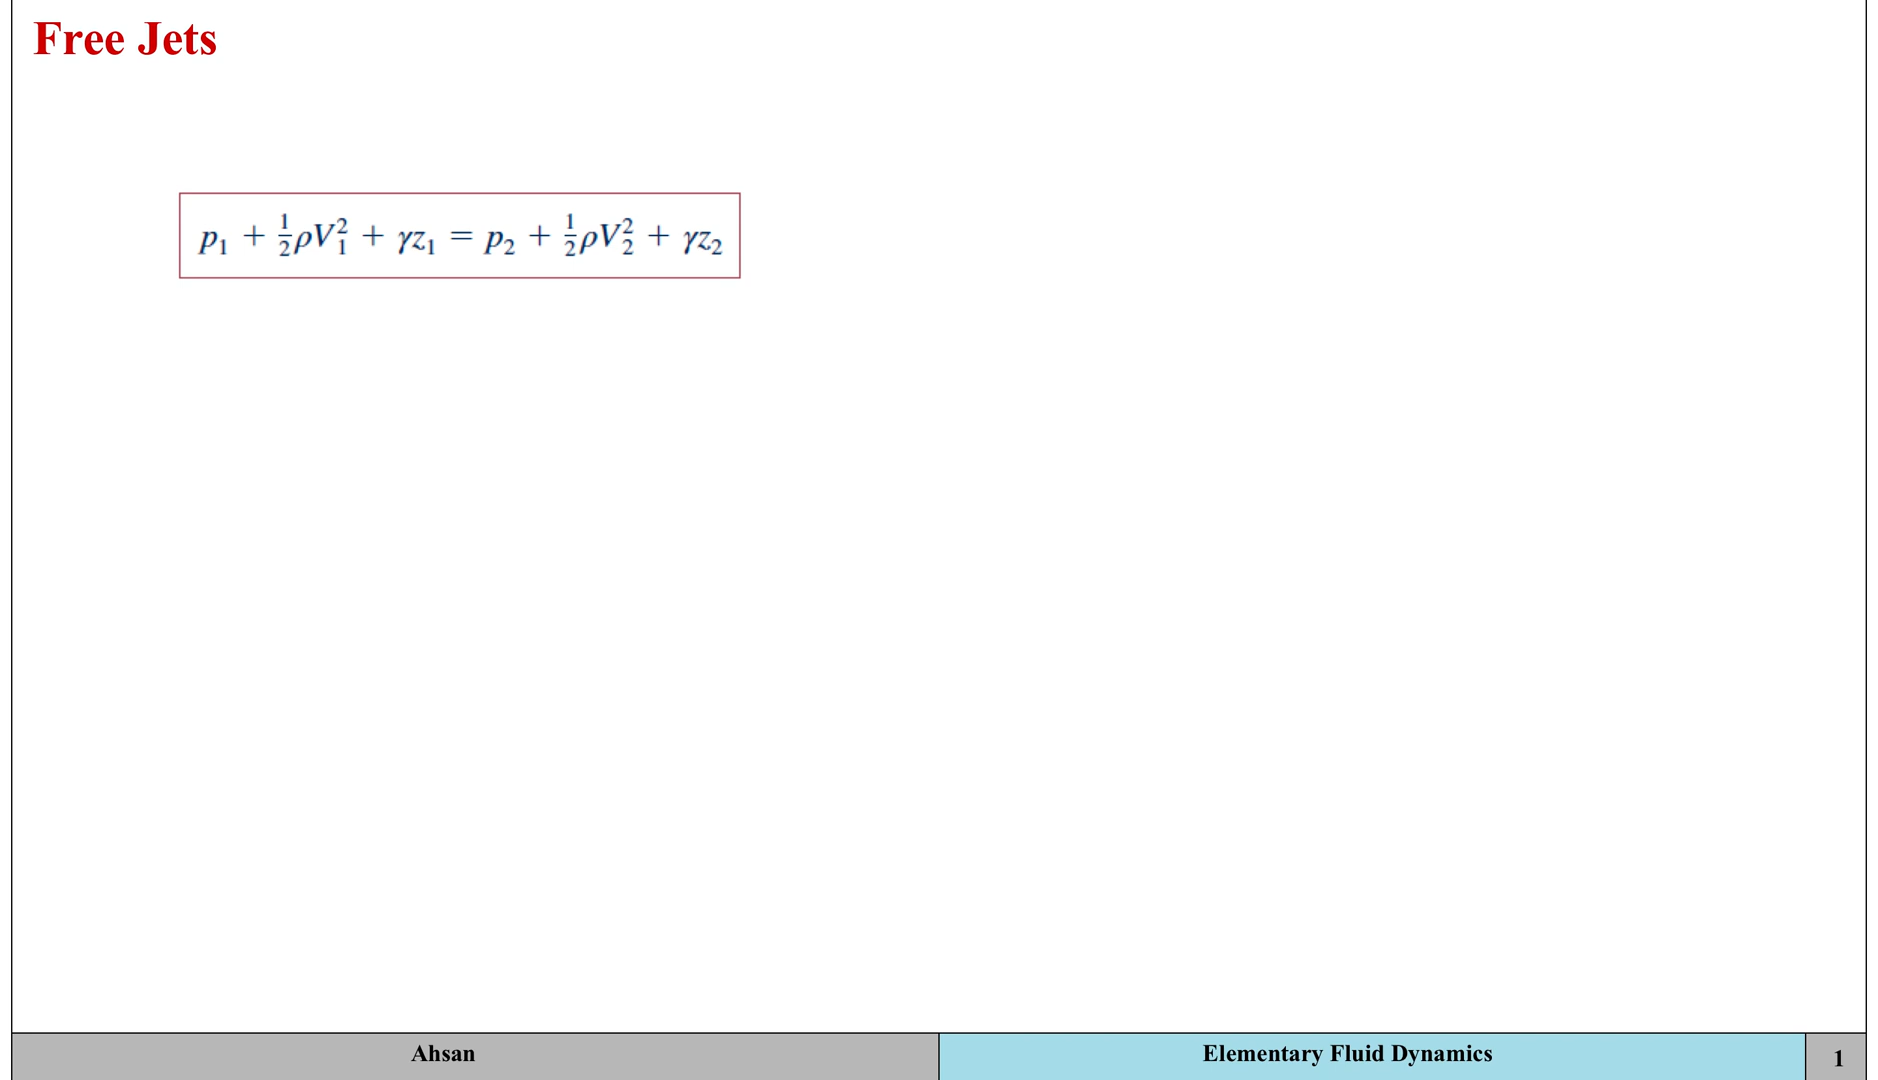 Free Jets
p₁ + ½ρV₁² + γz₁ = p₂ + ½ρV₂² + γz₂
Ahsan
Elementary Fluid Dynamics
1